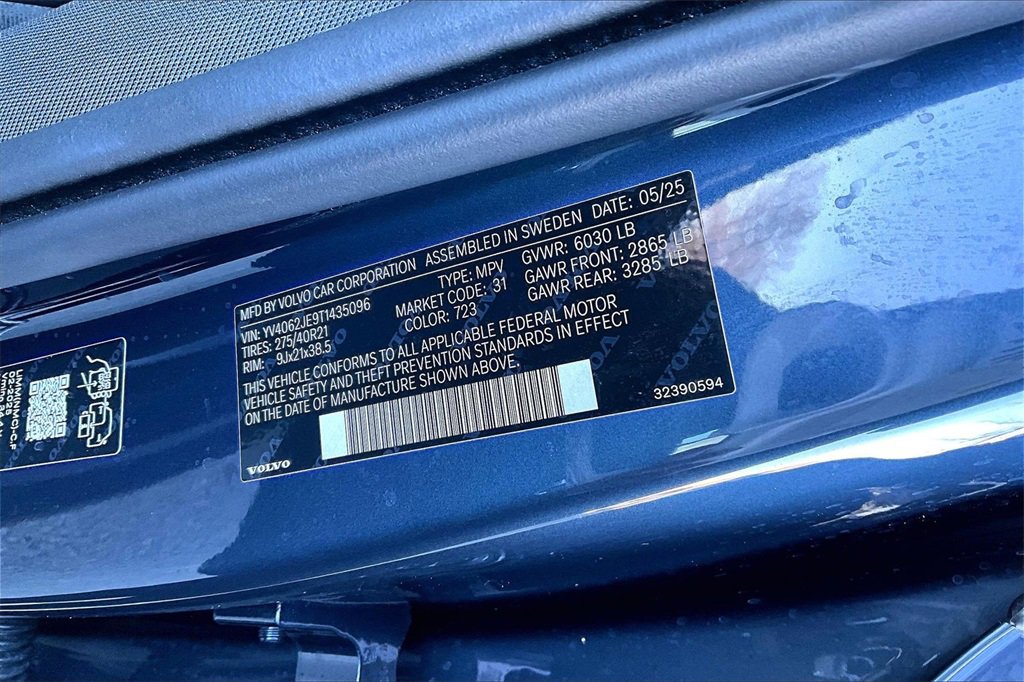 MFD BY VOLVO CAR CORPORATION ASSEMBLED IN SWEDEN DATE: 05/25
VIN: YV4062JE9T1435096 TYPE: MPV GVWR: 6030 LB
TIRES: 275/40R21 MARKET CODE: 31 GAWR FRONT: 2865 LB
RIM: 9Jx21x38.5 COLOR: 723 GAWR REAR: 3285 LB
THIS VEHICLE CONFORMS TO ALL APPLICABLE FEDERAL MOTOR
VEHICLE SAFETY AND THEFT PREVENTION STANDARDS IN EFFECT
ON THE DATE OF MANUFACTURE SHOWN ABOVE.
32390594
VOLVO
02-2028